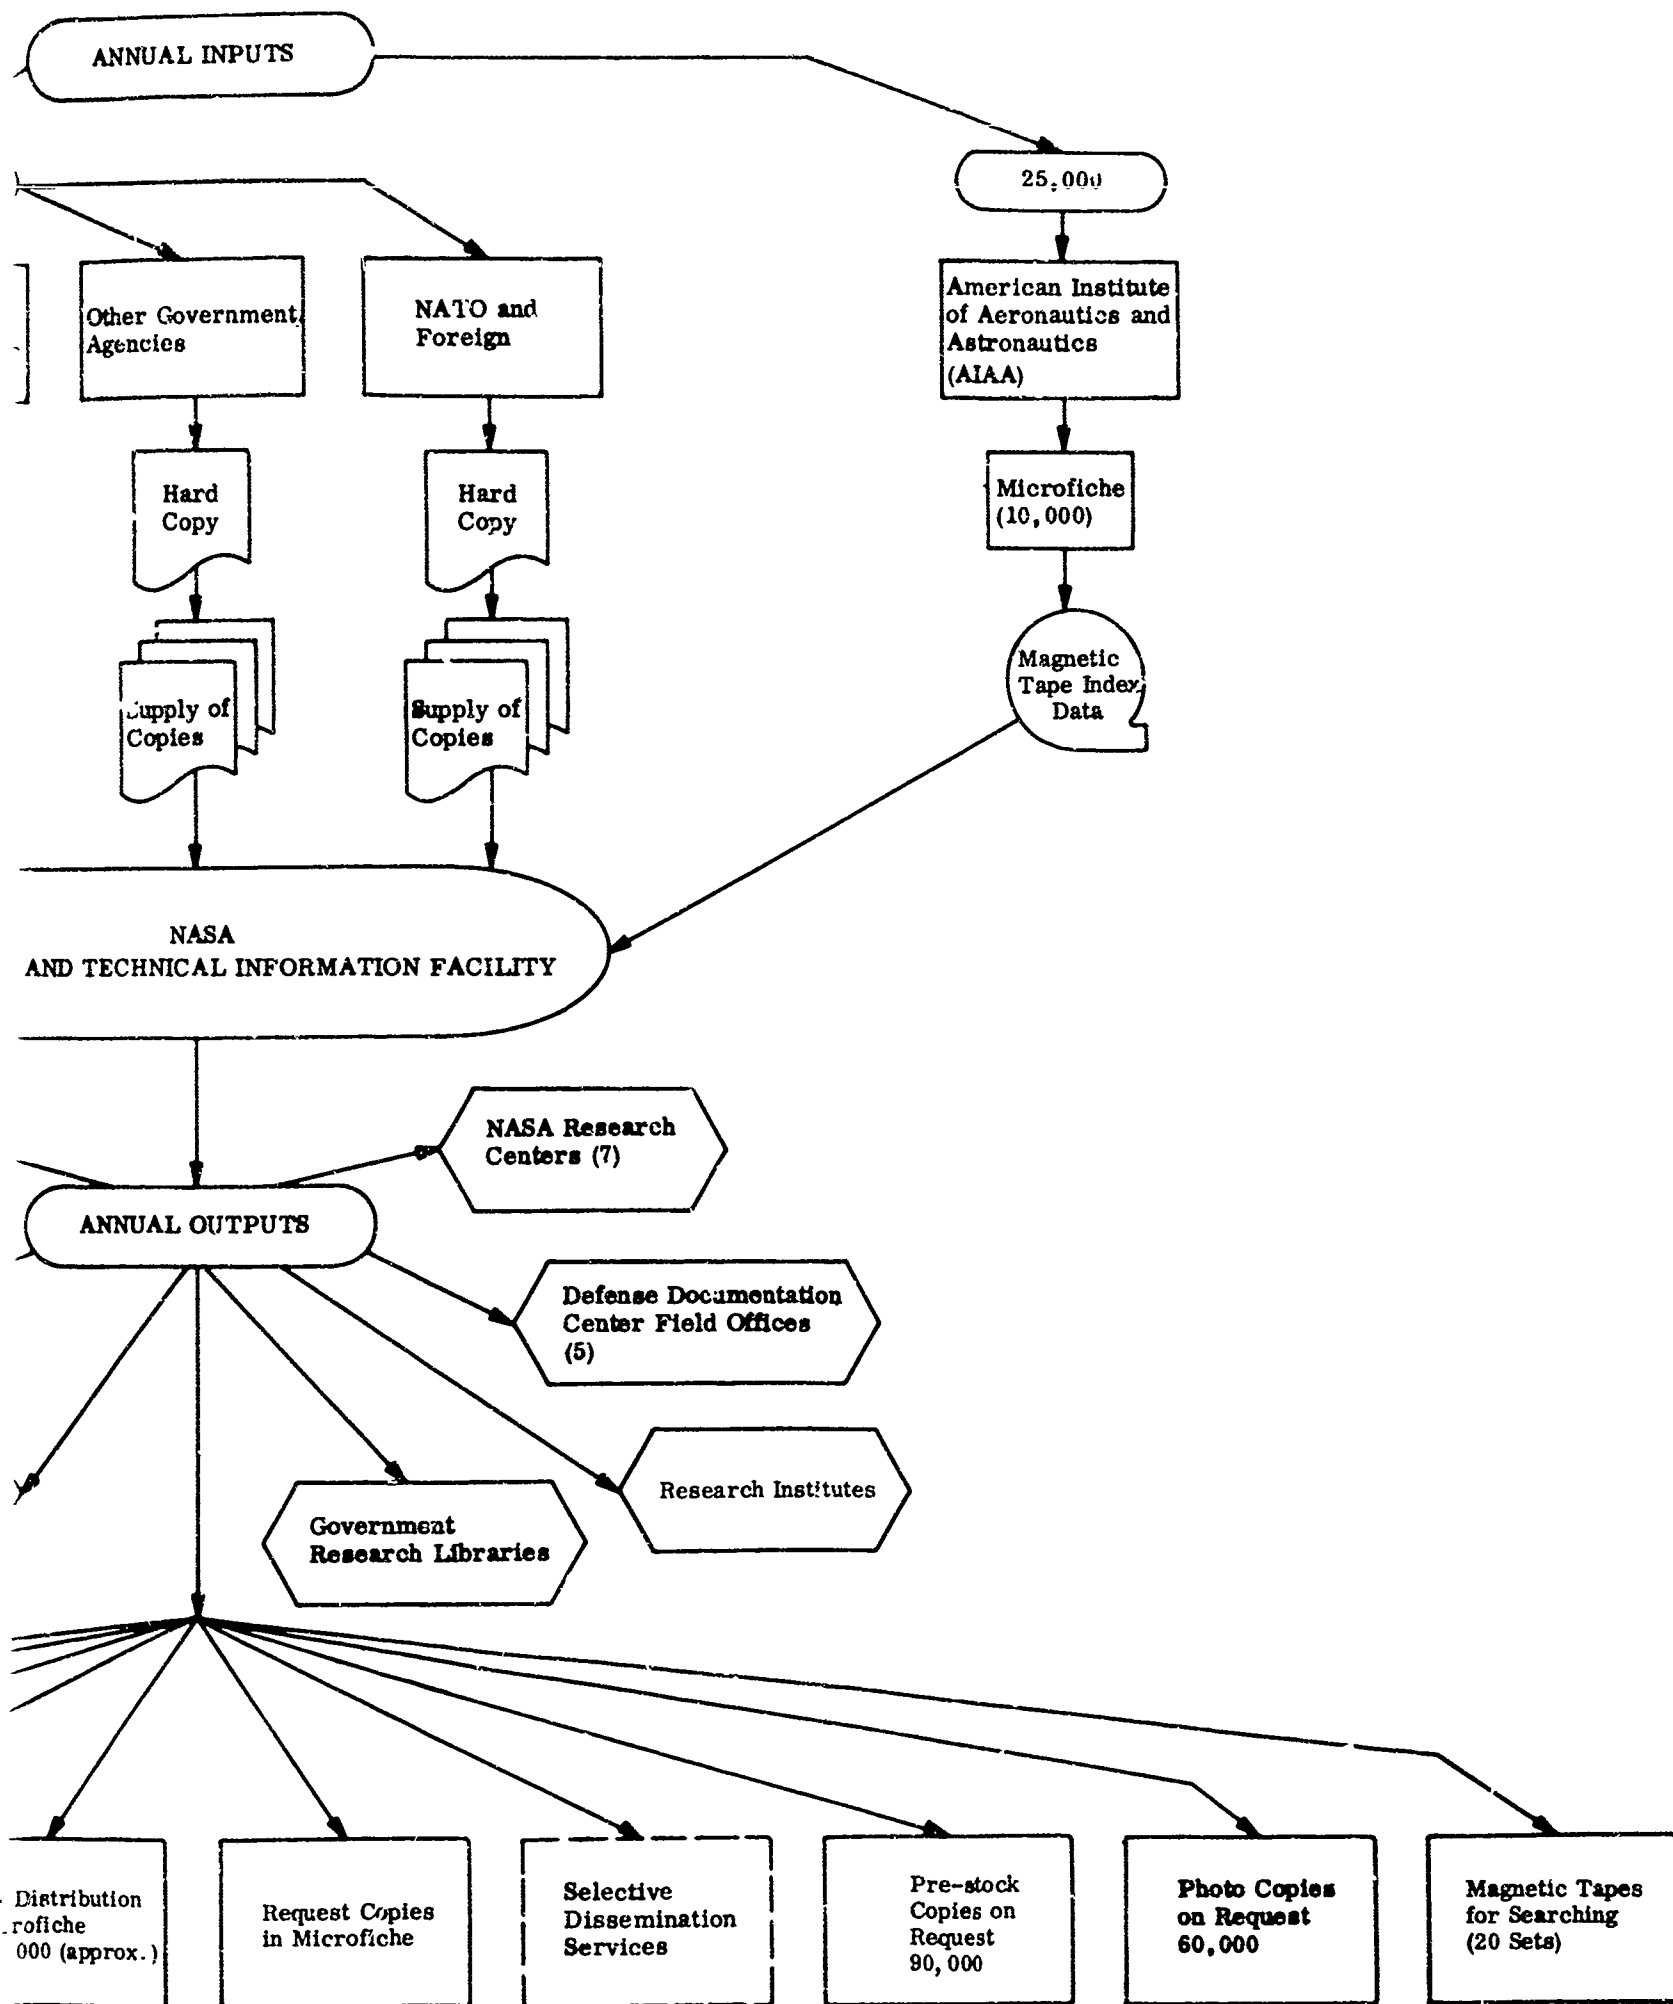 ANNUAL INPUTS
25,000
Other Government
Agencies
NATO and
Foreign
American Institute
of Aeronautics and
Astronautics
(AIAA)
Hard
Copy
Hard
Copy
Microfiche
(10,000)
Supply of
Copies
Supply of
Copies
Magnetic
Tape Index
Data
NASA
AND TECHNICAL INFORMATION FACILITY
NASA Research
Centers (7)
ANNUAL OUTPUTS
Defense Documentation
Center Field Offices
(5)
Research Institutes
Government
Research Libraries
Distribution
rofiche
000 (approx.)
Request Copies
in Microfiche
Selective
Dissemination
Services
Pre-stock
Copies on
Request
90,000
Photo Copies
on Request
60,000
Magnetic Tapes
for Searching
(20 Sets)